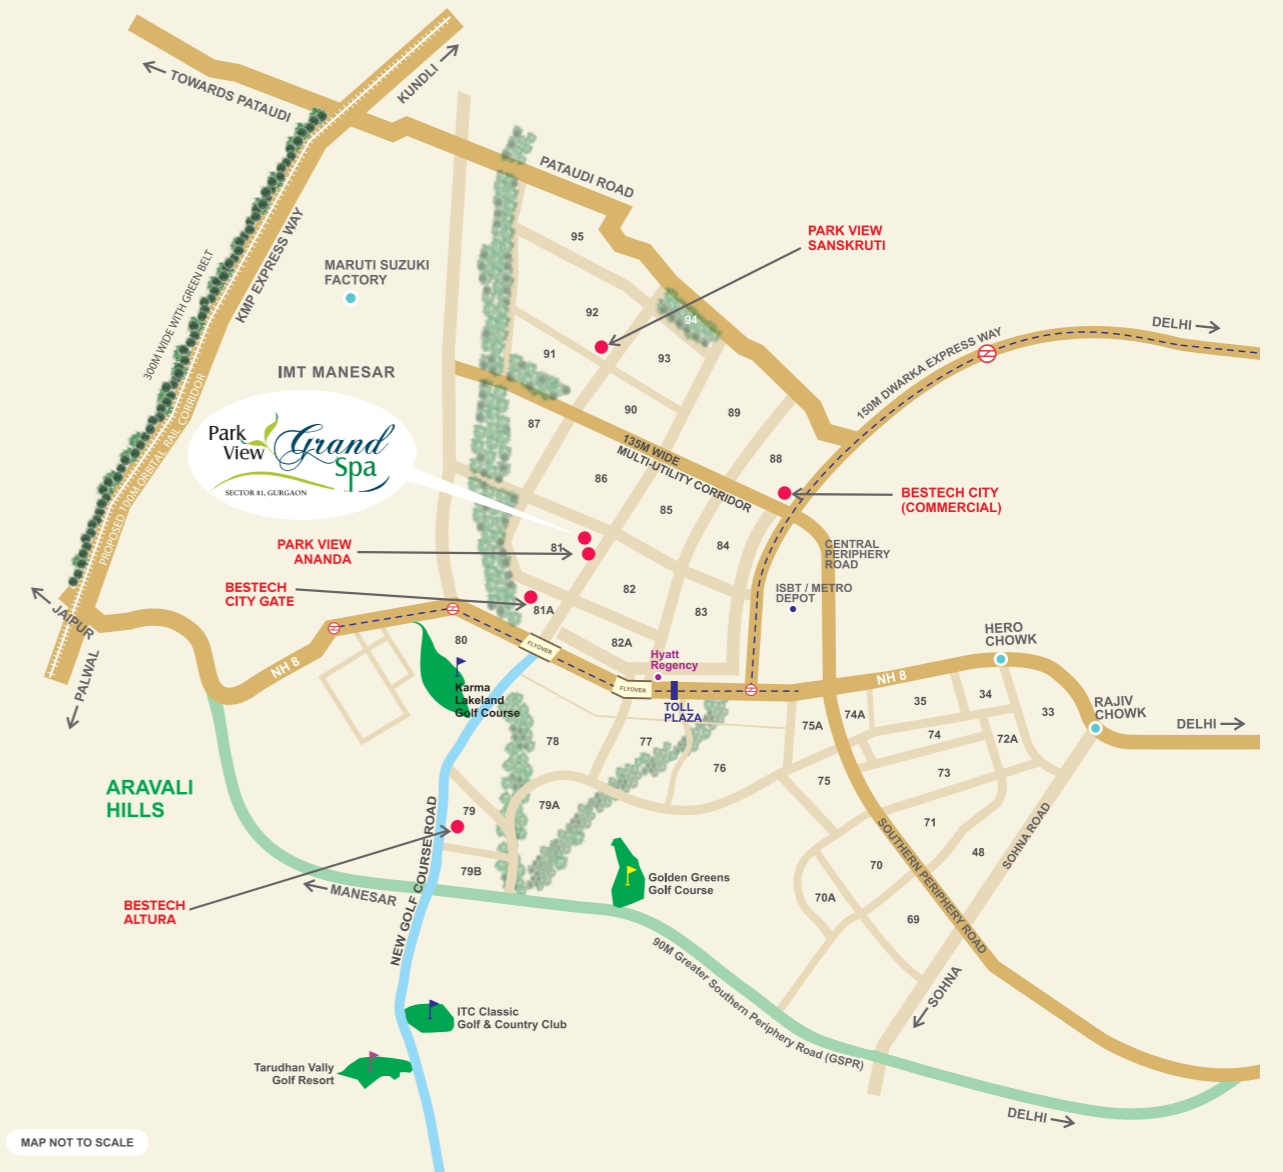 TOWARDS PATAUDI
KUNDLI
PATAUDI ROAD
300M WIDE WITH GREEN BELT
KMP EXPRESS WAY
PROPOSED 100M ORBITAL RAIL CORRIDOR
MARUTI SUZUKI
FACTORY
IMT MANESAR
95
PARK VIEW
SANSKRUTI
92
94
91
93
DELHI
150M DWARKA EXPRESS WAY
90
89
87
135M WIDE
MULTI-UTILITY CORRIDOR
88
Park
View
Grand
Spa
SECTOR 81, GURGAON
86
85
BESTECH CITY
(COMMERCIAL)
84
81
PARK VIEW
ANANDA
CENTRAL
PERIPHERY
ROAD
BESTECH
CITY GATE
82
81A
83
ISBT / METRO
DEPOT
JAIPUR
PALWAL
NH 8
80
FLYOVER
82A
Hyatt
Regency
FLYOVER
TOLL
PLAZA
HERO
CHOWK
NH 8
RAJIV
CHOWK
DELHI
Karma
Lakeland
Golf Course
35
34
33
74A
75A
74
72A
78
77
76
75
73
ARAVALI
HILLS
79
79A
71
48
SOHNA ROAD
NEW GOLF COURSE ROAD
SOUTHERN PERIPHERY ROAD
79B
70
70A
69
MANESAR
Golden Greens
Golf Course
BESTECH
ALTURA
90M Greater Southern Periphery Road (GSPR)
SOHNA
ITC Classic
Golf & Country Club
Tarudhan Vally
Golf Resort
DELHI
MAP NOT TO SCALE